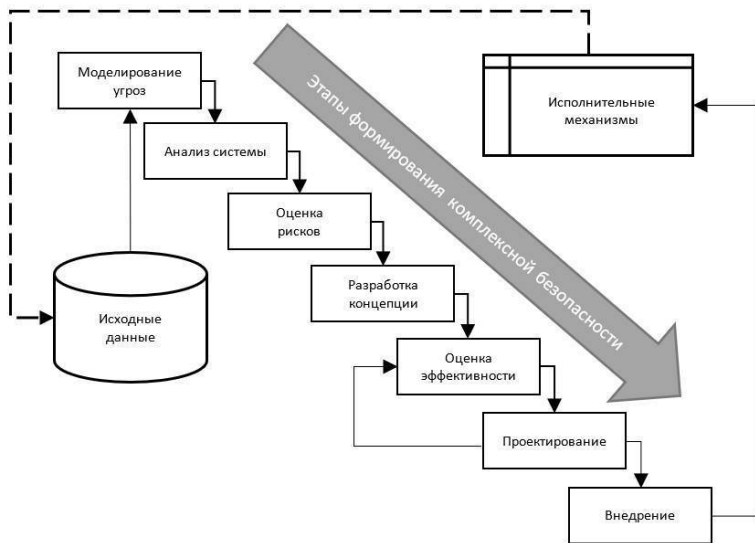 Моделирование
угроз
Анализ системы
Оценка
рисков
Разработка
концепции
Оценка
эффективности
Проектирование
Внедрение
Исходные
данные
Этапы формирования комплексной безопасности
Исполнительные
механизмы